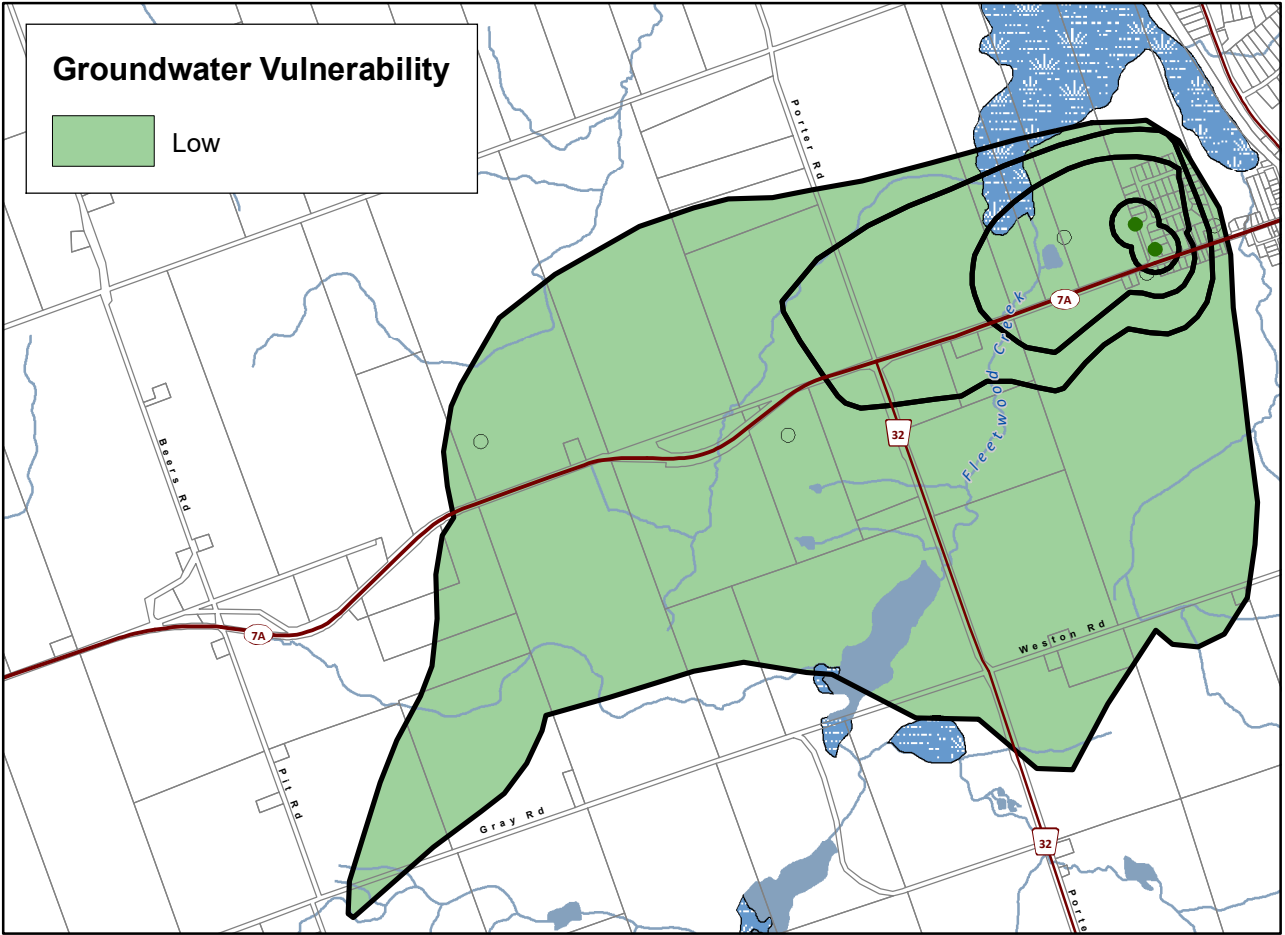 Groundwater Vulnerability
Low
Porter Rd
7A
Fleetwood Creek
32
Beers Rd
Weston Rd
7A
Pit Rd
Gray Rd
32
Porte